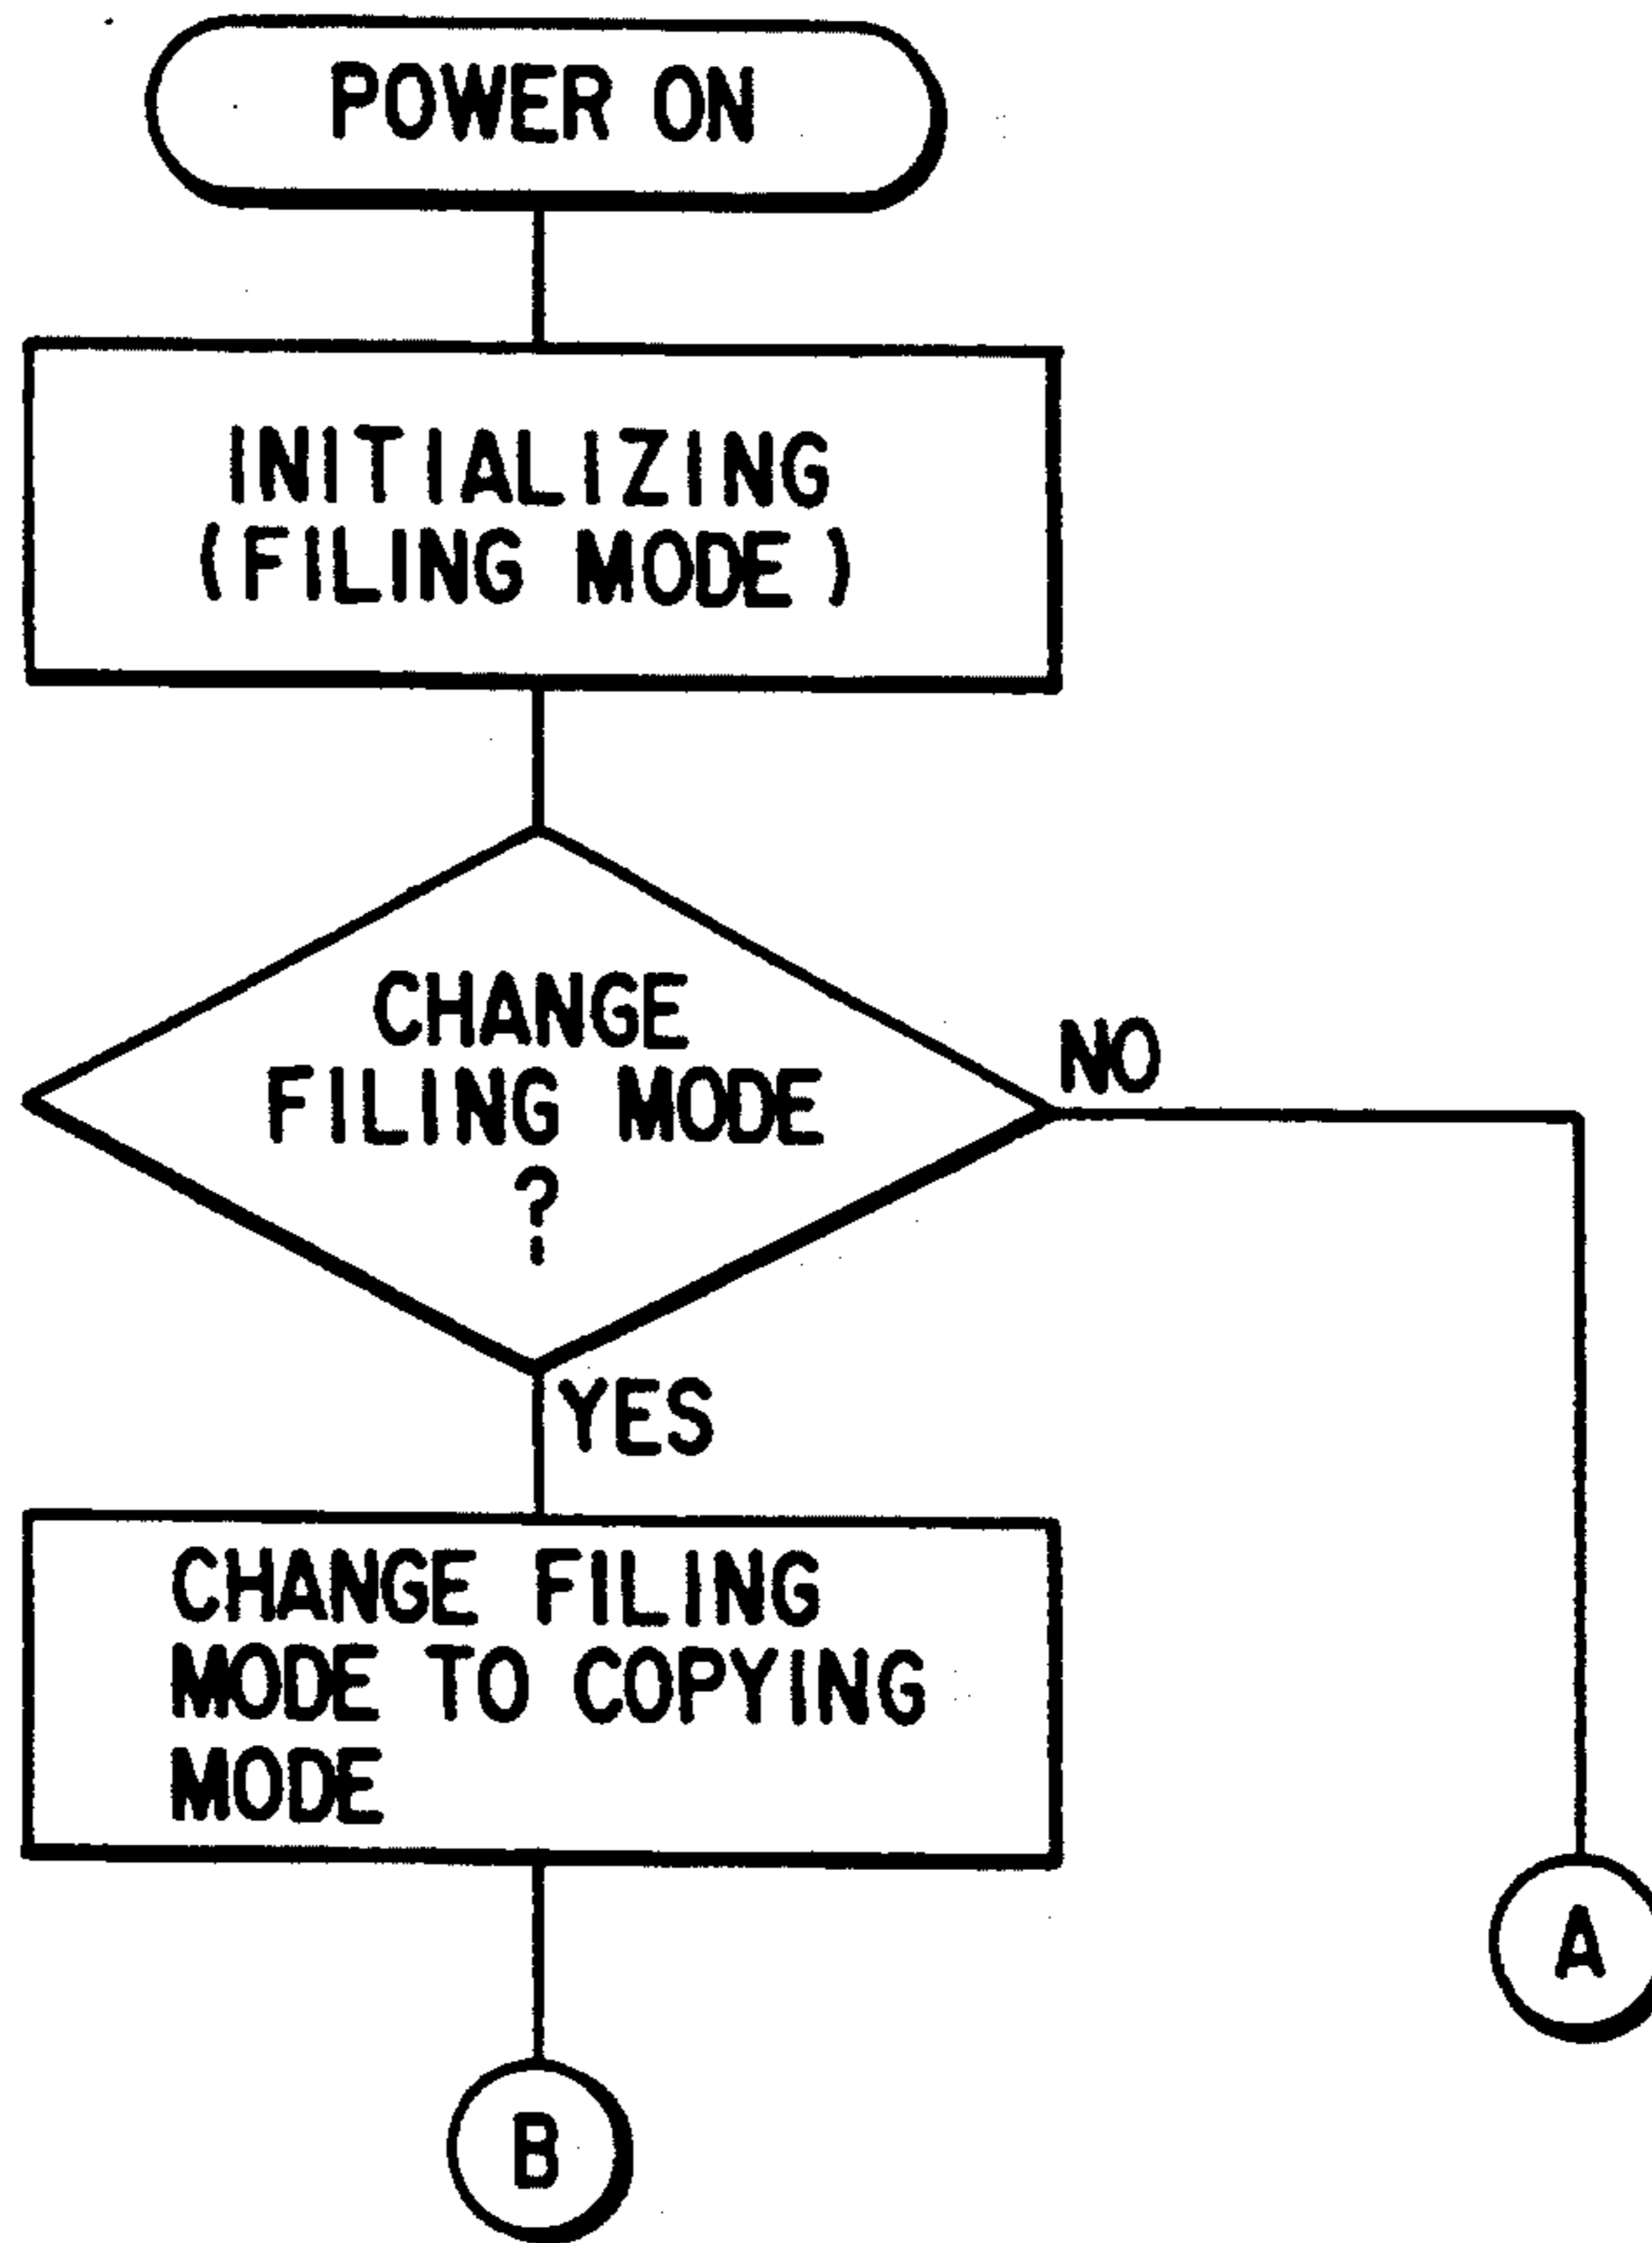 POWER ON
INITIALIZING
(FILING MODE)
CHANGE
FILING MODE
?
NO
YES
CHANGE FILING
MODE TO COPYING
MODE
A
B